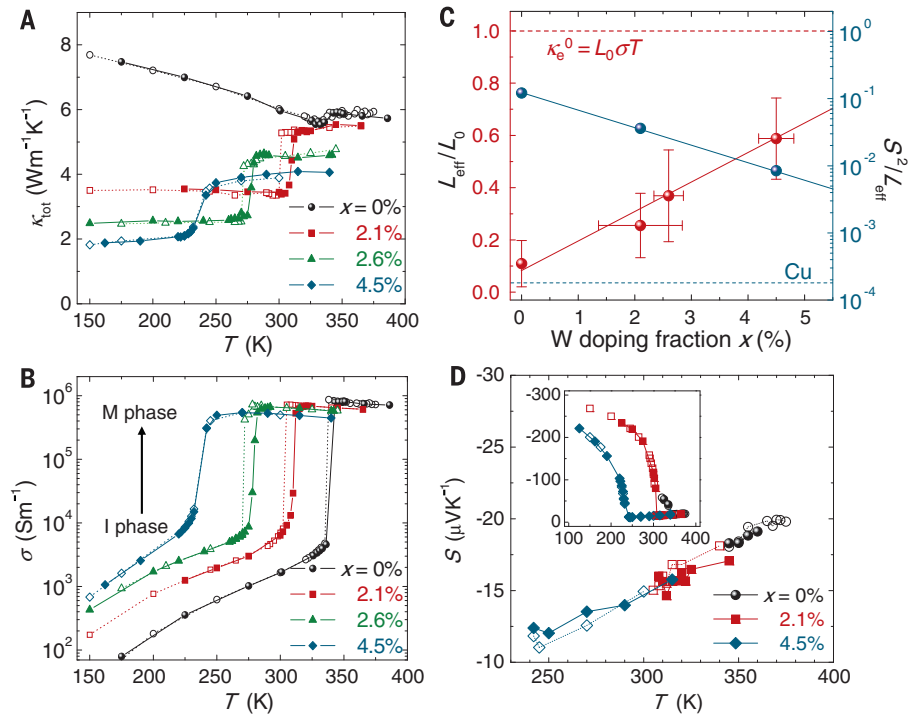 A
8
6
4
2
0
κtot (Wm⁻¹K⁻¹)
x = 0%
2.1%
2.6%
4.5%
150 200 250 300 350 400
T (K)
B
10⁶
10⁵
10⁴
10³
10²
σ (Sm⁻¹)
M phase
I phase
x = 0%
2.1%
2.6%
4.5%
150 200 250 300 350 400
T (K)
C
1.0
0.8
0.6
0.4
0.2
0.0
Leff/L0
κe⁰ = L0σT
Cu
10⁰
10⁻¹
10⁻²
10⁻³
10⁻⁴
S²/Leff
0 1 2 3 4 5
W doping fraction x (%)
D
-30
-25
-20
-15
-10
S (μVK⁻¹)
-300
-200
-100
0
100 200 300 400
x = 0%
2.1%
4.5%
250 275 300 325 350 375 400
T (K)